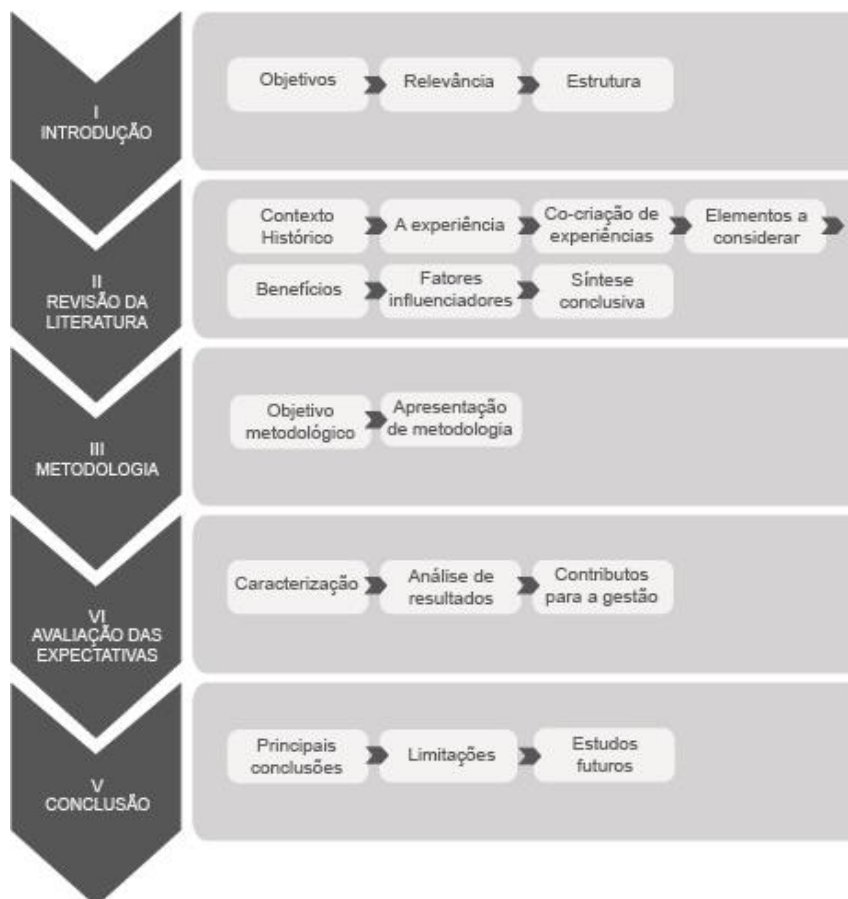 I
INTRODUÇÃO
Objetivos
Relevância
Estrutura
II
REVISÃO DA
LITERATURA
Contexto
Histórico
A experiência
Co-criação de
experiências
Elementos a
considerar
Benefícios
Fatores
influenciadores
Síntese
conclusiva
III
METODOLOGIA
Objetivo
metodológico
Apresentação
de metodologia
VI
AVALIAÇÃO DAS
EXPECTATIVAS
Caracterização
Análise de
resultados
Contributos
para a gestão
V
CONCLUSÃO
Principais
conclusões
Limitações
Estudos
futuros